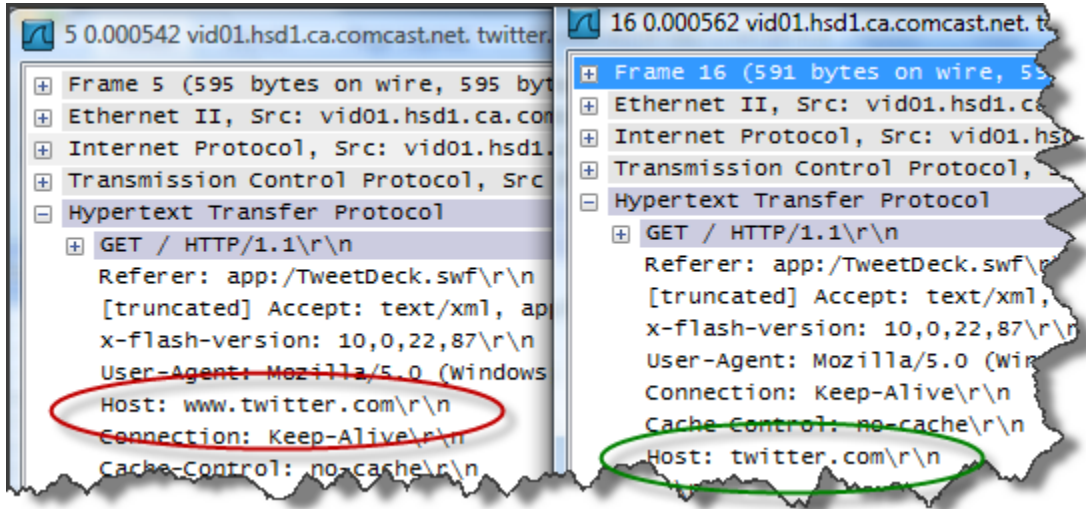 5 0.000542 vid01.hsd1.ca.comcast.net. twitter.
Frame 5 (595 bytes on wire, 595 byt
Ethernet II, Src: vid01.hsd1.ca.com
Internet Protocol, Src: vid01.hsd1.
Transmission Control Protocol, Src
Hypertext Transfer Protocol
GET / HTTP/1.1\r\n
Referer: app:/TweetDeck.swf\r\n
[truncated] Accept: text/xml, ap
x-flash-version: 10,0,22,87\r\n
User-Agent: Mozilla/5.0 (Windows
Host: www.twitter.com\r\n
Connection: Keep-Alive\r\n
Cache-Control: no-cache\r\n
16 0.000562 vid01.hsd1.ca.comcast.net. t
Frame 16 (591 bytes on wire, 59
Ethernet II, Src: vid01.hsd1.ca
Internet Protocol, Src: vid01.hsd
Transmission Control Protocol,
Hypertext Transfer Protocol
GET / HTTP/1.1\r\n
Referer: app:/TweetDeck.swf\r
[truncated] Accept: text/xml,
x-flash-version: 10,0,22,87\r\n
User-Agent: Mozilla/5.0 (Win
Connection: Keep-Alive\r\n
Cache-Control: no-cache\r\n
Host: twitter.com\r\n